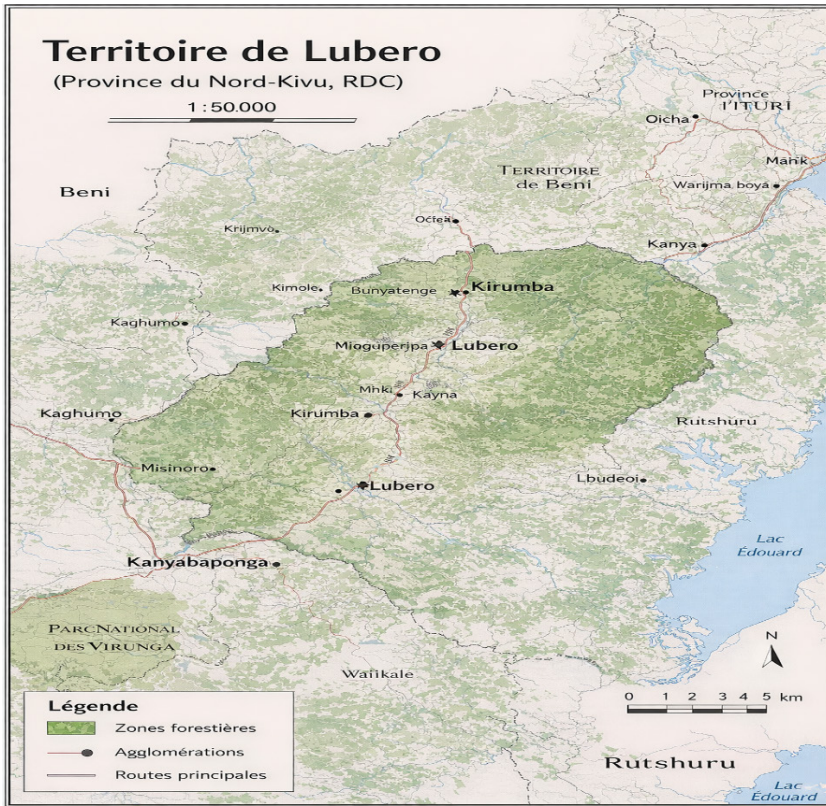 Territoire de Lubero
(Province du Nord-Kivu, RDC)
1 : 50.000
Province
l'ITURI
Oicha
Mahk
TERRITOIRE
de Beni
Warijma boya
Beni
Krijmvo
Kanya
Kimole
Bunyatenge
Kirumba
Kaghumo
Mioguperipa
Lubero
Mhki
Kayna
Kaghumo
Kirumba
Rutshuru
Misinoro
Lubero
Lbudeoi
Lac
Édouard
Kanyabaponga
PARC NATIONAL
DES VIRUNGA
Waiikale
N
0 1 2 3 4 5 km
Légende
Zones forestières
Agglomérations
Routes principales
Rutshuru
Lac
Édouard